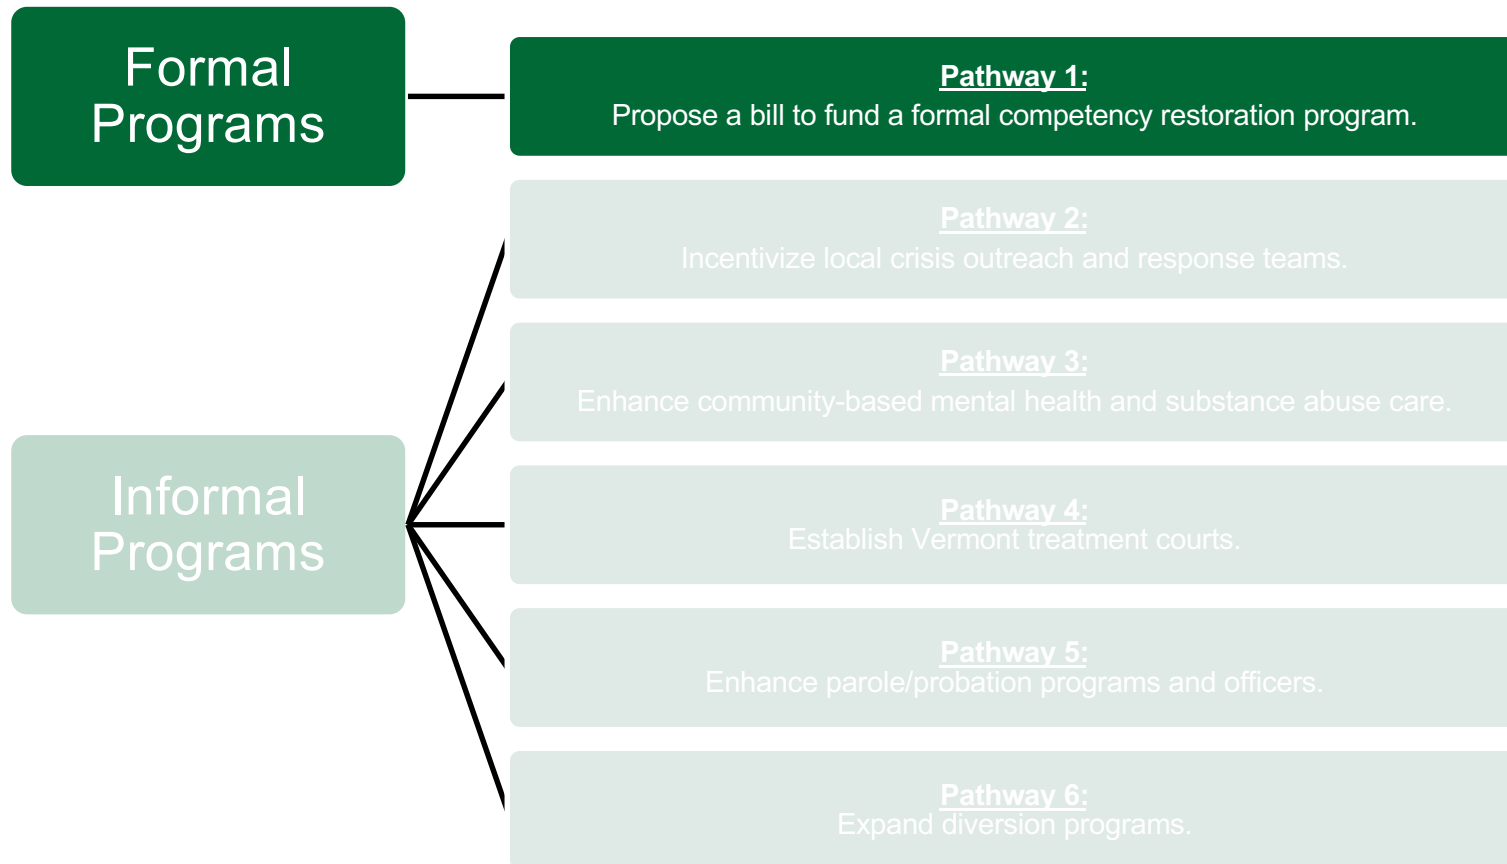 Formal
Programs
Pathway 1:
Propose a bill to fund a formal competency restoration program.
Pathway 2:
Incentivize local crisis outreach and response teams.
Pathway 3:
Enhance community-based mental health and substance abuse care.
Informal
Programs
Pathway 4:
Establish Vermont treatment courts.
Pathway 5:
Enhance parole/probation programs and officers.
Pathway 6:
Expand diversion programs.